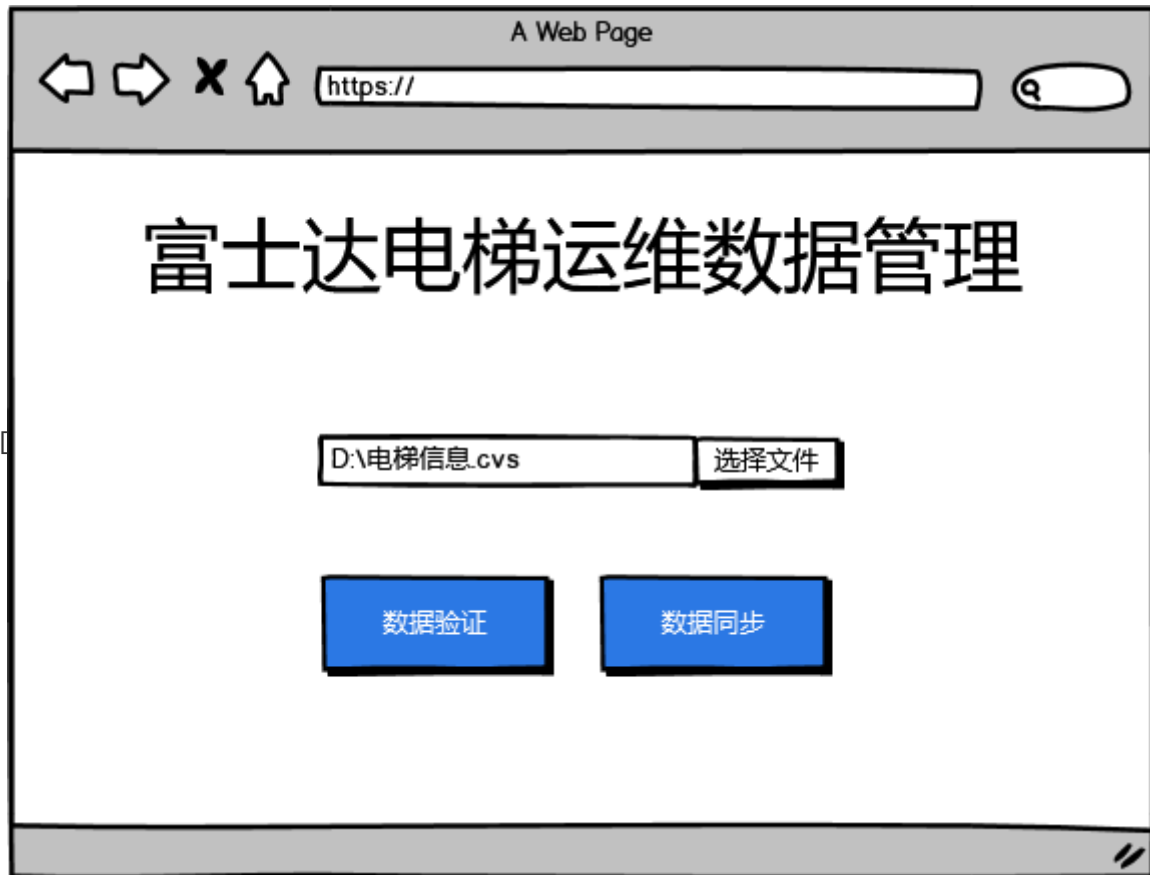 A Web Page
https://
富士达电梯运维数据管理
D:\电梯信息.cvs
选择文件
数据验证
数据同步